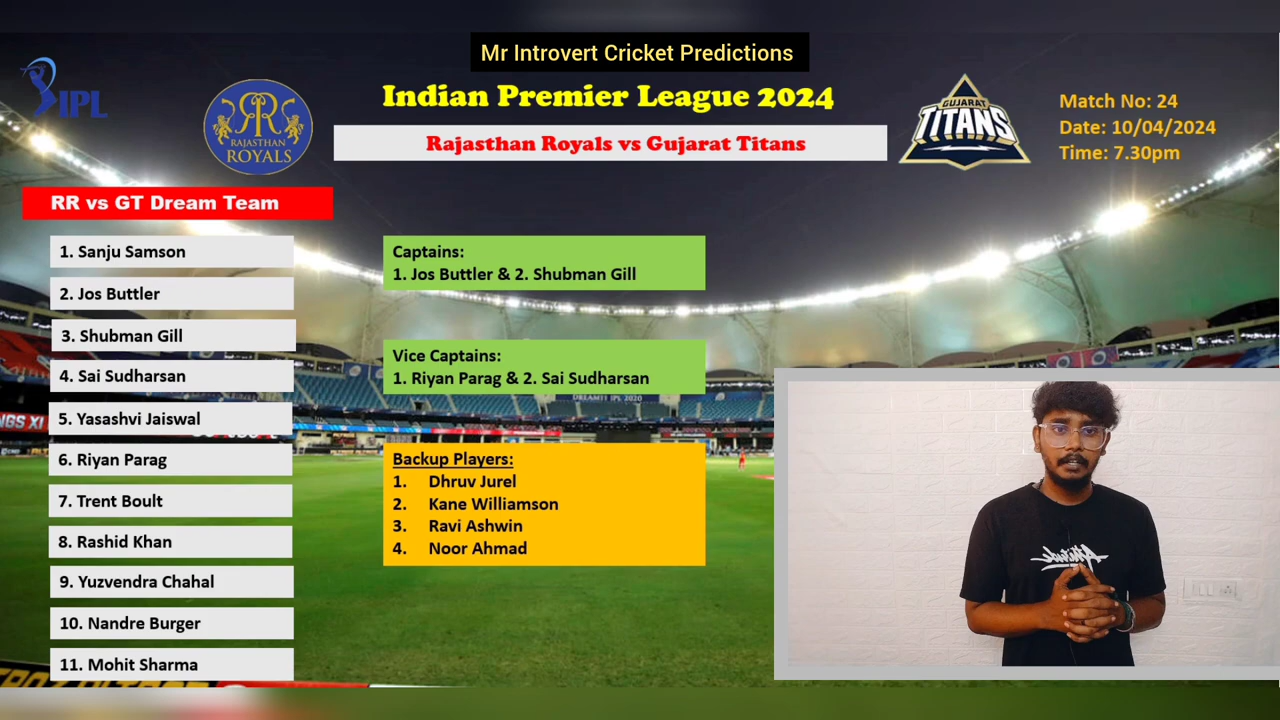 Mr Introvert Cricket Predictions
IPL
RAJASTHAN
ROYALS
Indian Premier League 2024
Rajasthan Royals vs Gujarat Titans
GUJARAT
TITANS
Match No: 24
Date: 10/04/2024
Time: 7.30pm
RR vs GT Dream Team
1. Sanju Samson
2. Jos Buttler
3. Shubman Gill
4. Sai Sudharsan
5. Yasashvi Jaiswal
6. Riyan Parag
7. Trent Boult
8. Rashid Khan
9. Yuzvendra Chahal
10. Nandre Burger
11. Mohit Sharma
Captains:
1. Jos Buttler & 2. Shubman Gill
Vice Captains:
1. Riyan Parag & 2. Sai Sudharsan
DREAM11 IPL 2020
Backup Players:
1. Dhruv Jurel
2. Kane Williamson
3. Ravi Ashwin
4. Noor Ahmad
Attitude